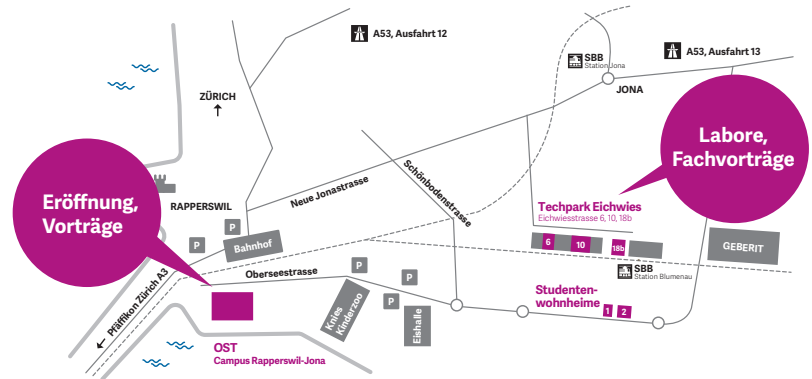 A53, Ausfahrt 12
SBB
Station Jona
A53, Ausfahrt 13
JONA
ZÜRICH
Labore,
Fachvorträge
Eröffnung,
Vorträge
RAPPERSWIL
Neue Jonastrasse
Schönbodenstrasse
Techpark Eichwies
Eichwiesstrasse 6, 10, 18b
P
P
Bahnhof
6
10
18b
GEBERIT
SBB
Station Blumenau
Pfäffikon Zürich A3
Oberseestrasse
P
P
P
Knies
Kinderzoo
Eishalle
Studenten-
wohnheime
1
2
OST
Campus Rapperswil-Jona